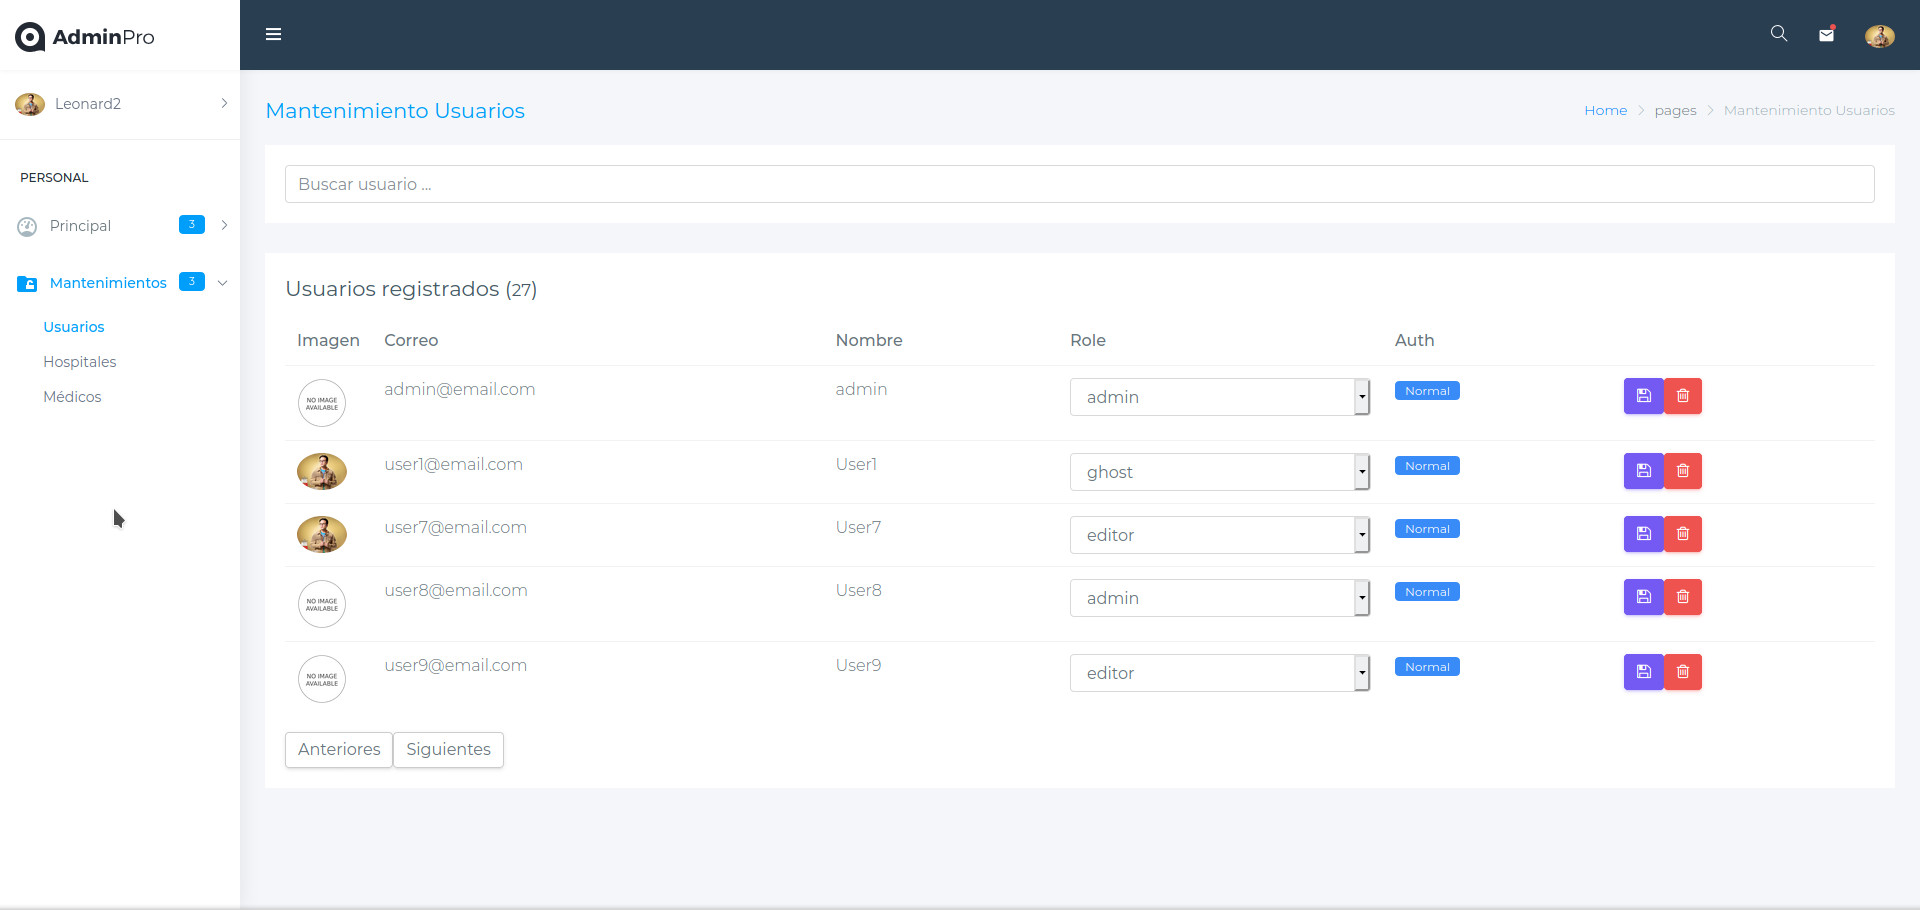 AdminPro
Leonard2
Mantenimiento Usuarios
Home pages Mantenimiento Usuarios
PERSONAL
Principal 3
Mantenimientos 3
Usuarios
Hospitales
Médicos
Buscar usuario ...
Usuarios registrados (27)
Imagen Correo Nombre Role Auth
NO IMAGE AVAILABLE admin@email.com admin admin Normal
user1@email.com User1 ghost Normal
user7@email.com User7 editor Normal
NO IMAGE AVAILABLE user8@email.com User8 admin Normal
NO IMAGE AVAILABLE user9@email.com User9 editor Normal
Anteriores Siguientes